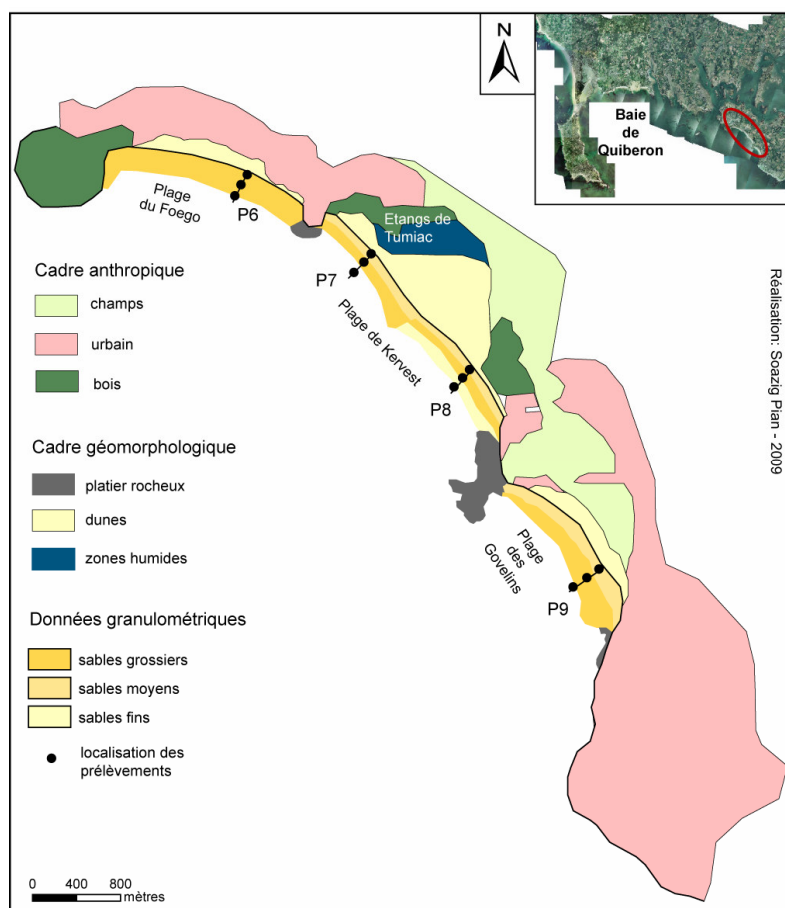 N
Baie
de
Quiberon
Plage
du Foego
P6
Etangs de
Tumiac
P7
Plage de Kervest
P8
Plage
des
Govelins
P9
Cadre anthropique
champs
urbain
bois
Cadre géomorphologique
platier rocheux
dunes
zones humides
Données granulométriques
sables grossiers
sables moyens
sables fins
localisation des
prélèvements
0 400 800
mètres
Réalisation: Soazig Pian - 2009